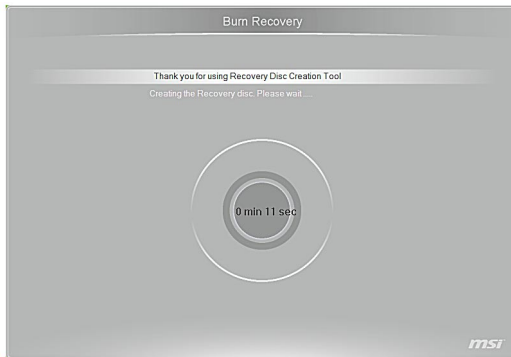 Burn Recovery
Thank you for using Recovery Disc Creation Tool
Creating the Recovery disc. Please wait.....
0 min 11 sec
msi